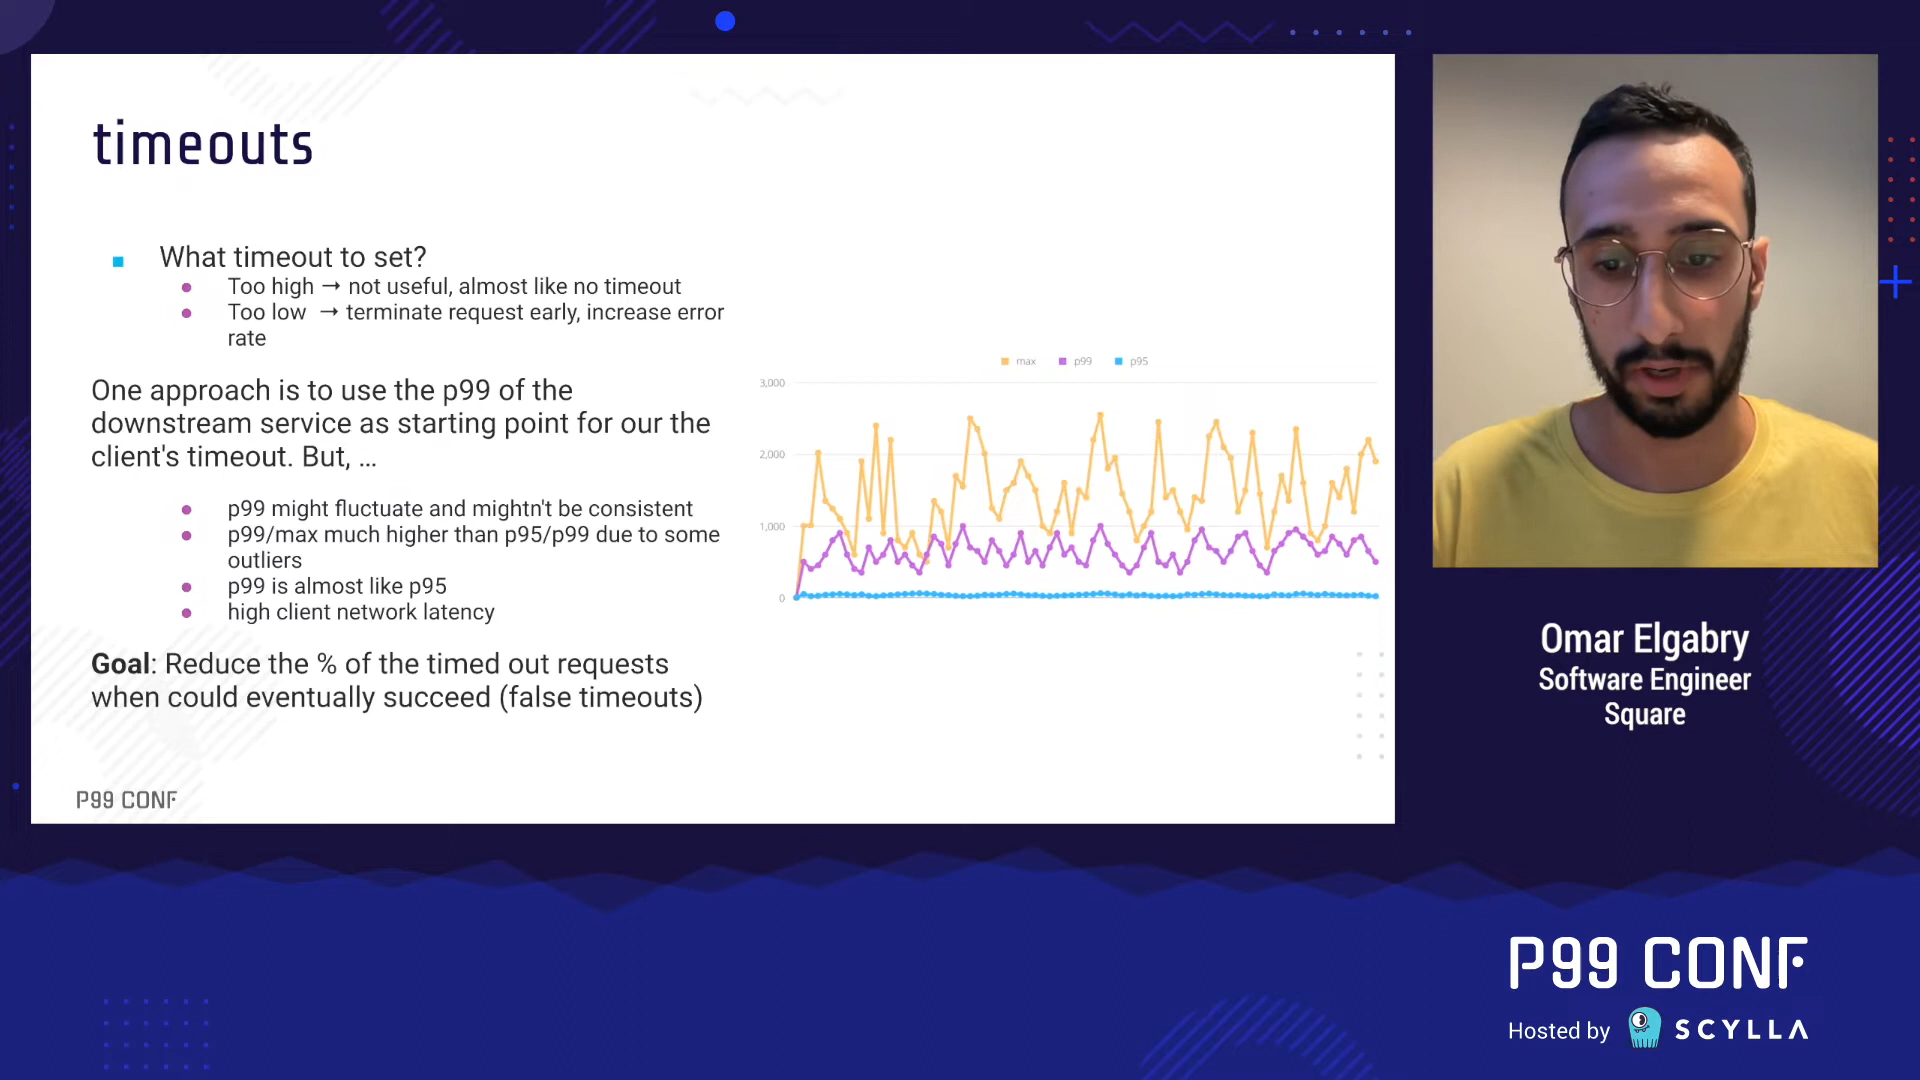 timeouts
What timeout to set?
Too high → not useful, almost like no timeout
Too low → terminate request early, increase error
rate
One approach is to use the p99 of the
downstream service as starting point for our the
client's timeout. But, ...
p99 might fluctuate and mightn't be consistent
p99/max much higher than p95/p99 due to some
outliers
p99 is almost like p95
high client network latency
Goal: Reduce the % of the timed out requests
when could eventually succeed (false timeouts)
P99 CONF
max p99 p95
3,000
2,000
1,000
0
Omar Elgabry
Software Engineer
Square
P99 CONF
Hosted by SCYLLA